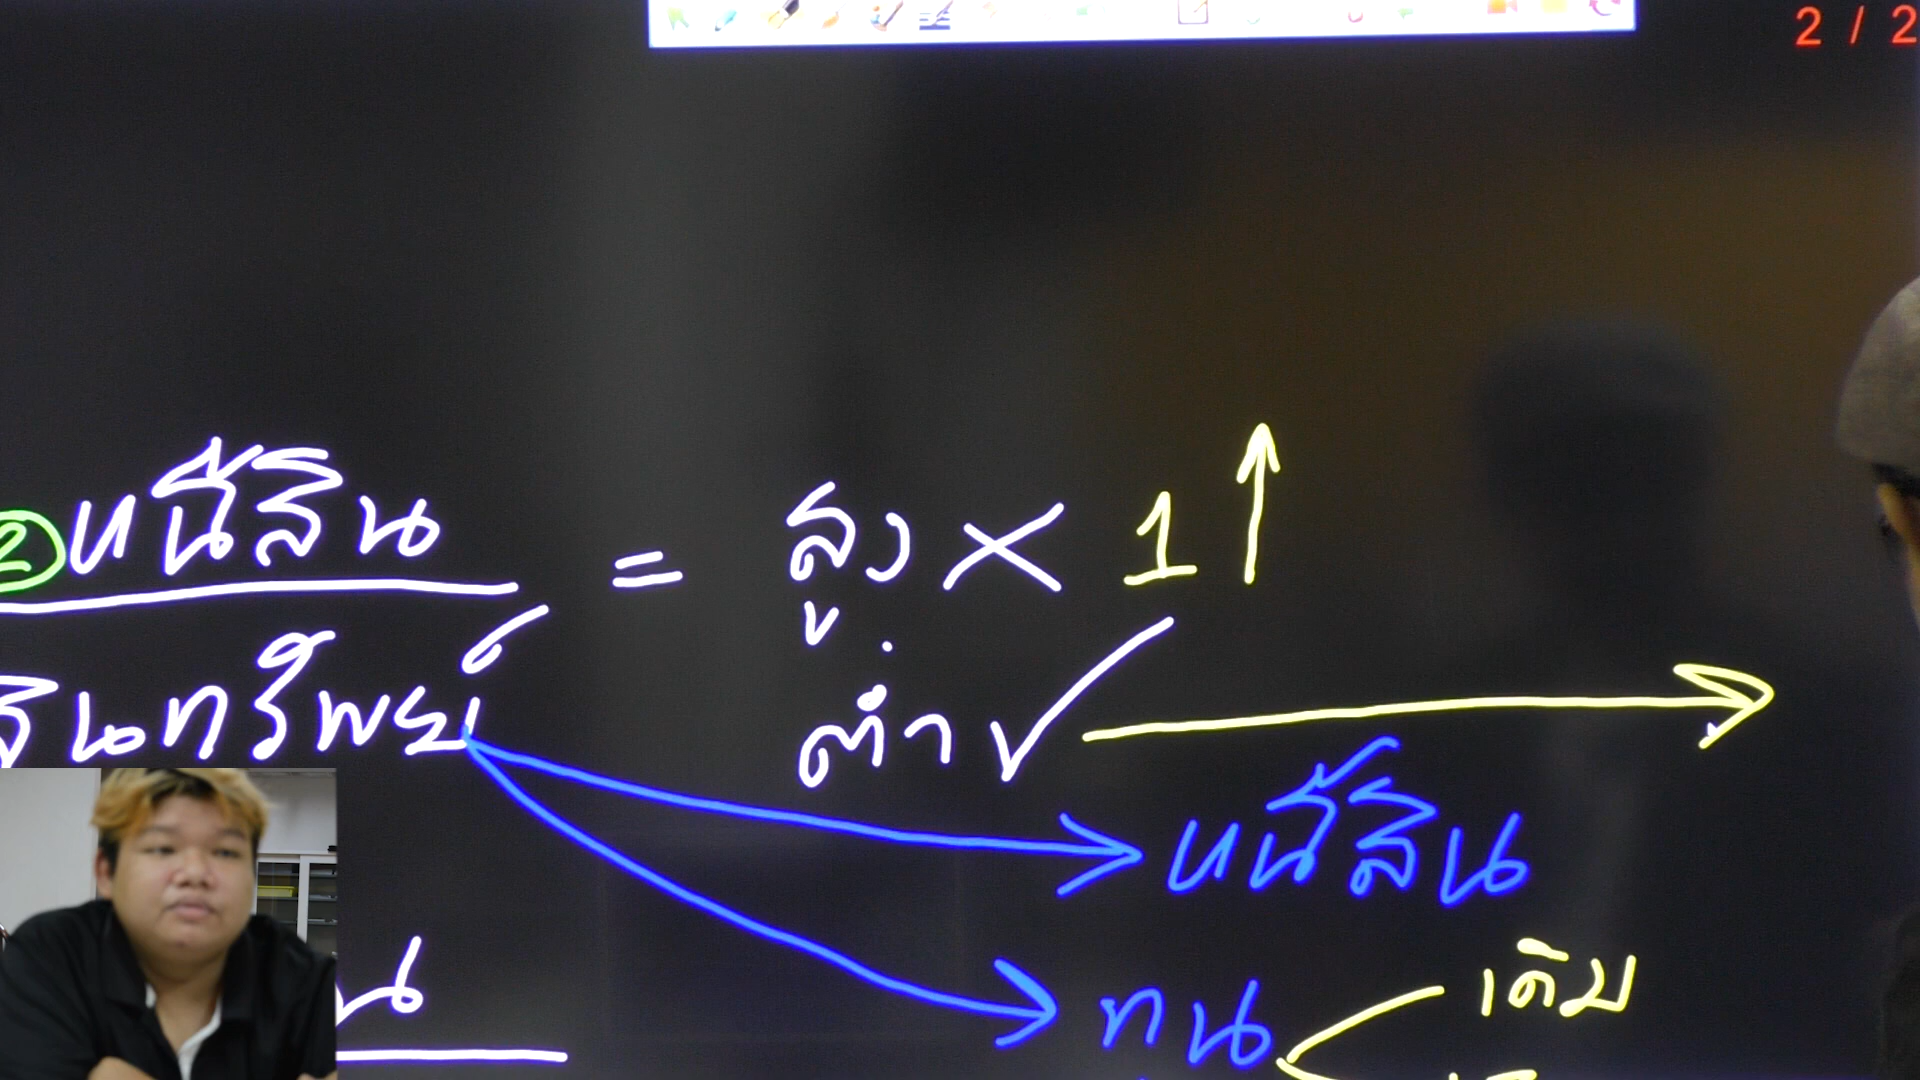 2 / 2
② หนี้สิน = สูง × 1 ↑
สินทรัพย์ ต่ำ ✓ →
หนี้สิน
เดิม
ทุน